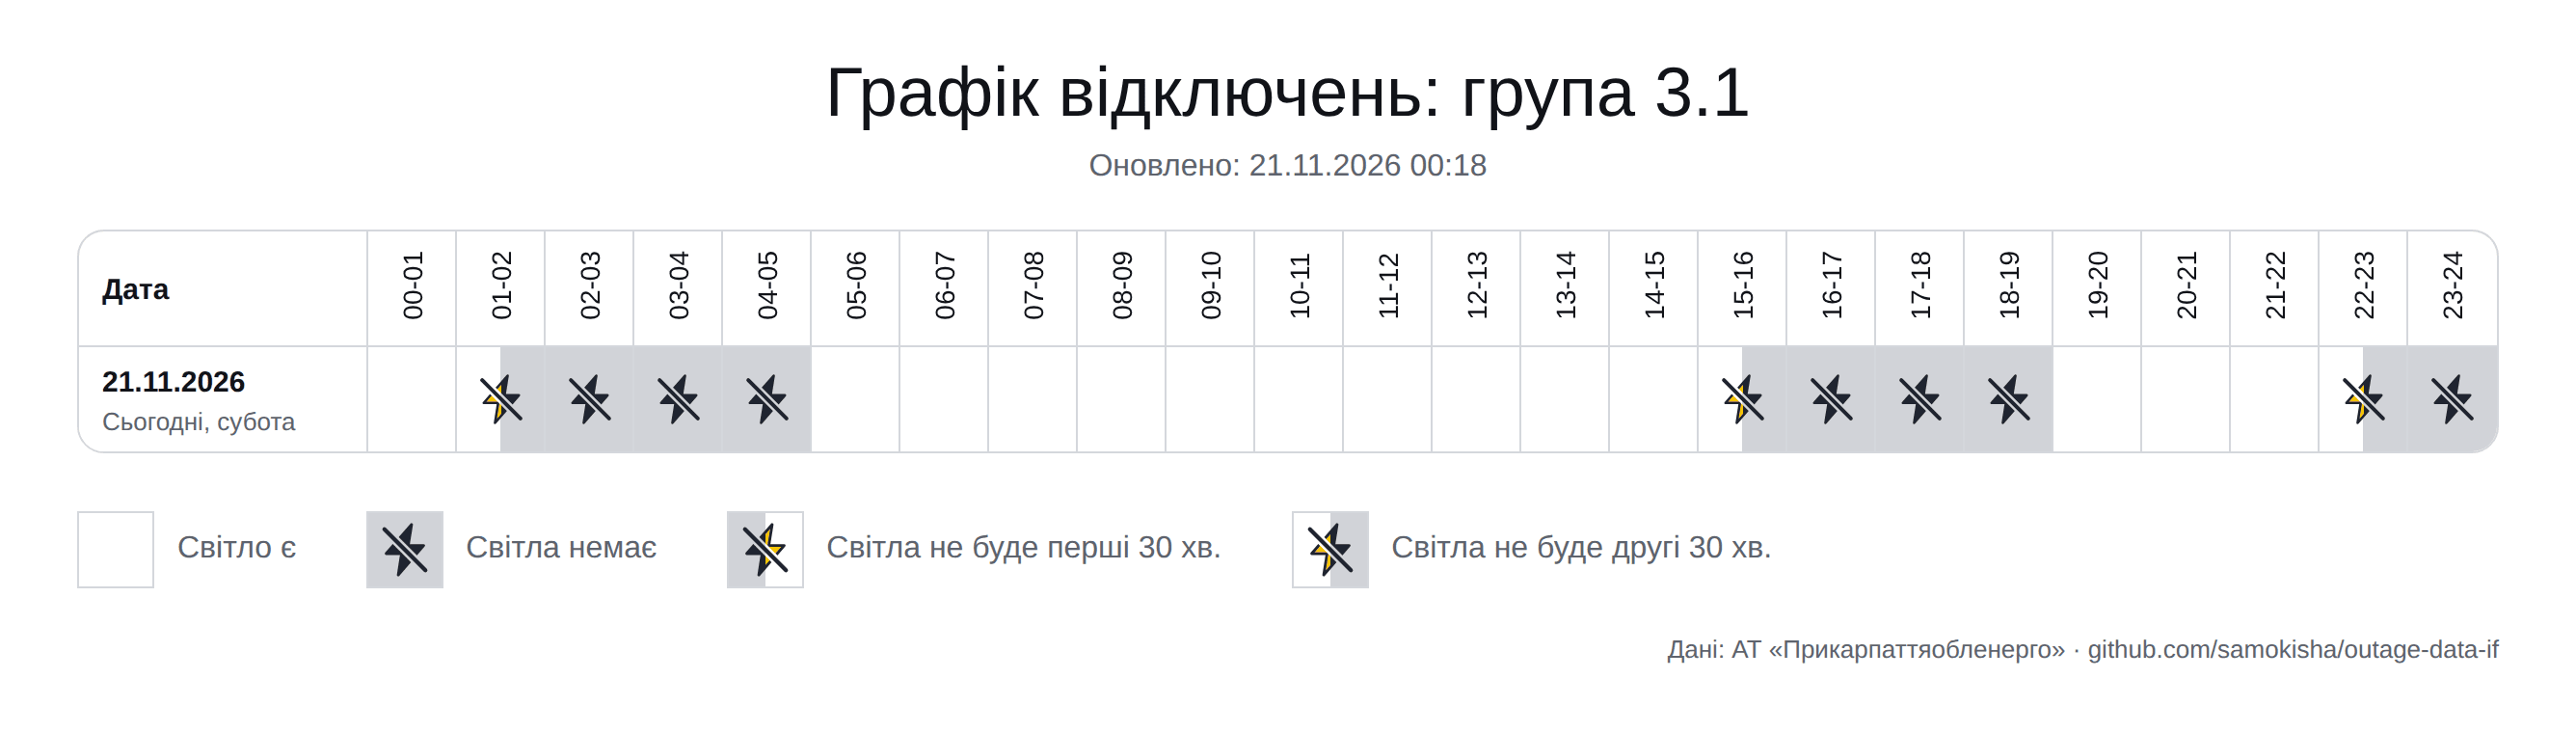 Графік відключень: група 3.1
Оновлено: 21.11.2026 00:18
Дата 00-01 01-02 02-03 03-04 04-05 05-06 06-07 07-08 08-09 09-10 10-11 11-12 12-13 13-14 14-15 15-16 16-17 17-18 18-19 19-20 20-21 21-22 22-23 23-24
21.11.2026
Сьогодні, субота
Світло є Світла немає Світла не буде перші 30 хв. Світла не буде другі 30 хв.
Дані: АТ «Прикарпаттяобленерго» · github.com/samokisha/outage-data-if